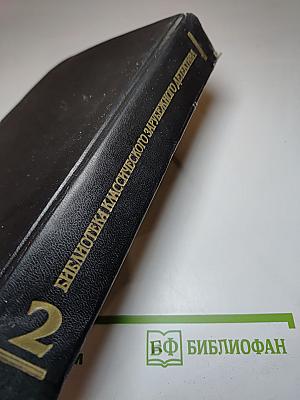 БИБЛИОТЕКА КЛАССИЧЕСКОГО ЗАРУБЕЖНОГО ДЕТЕКТИВА
2
БФ БИБЛИОФАН